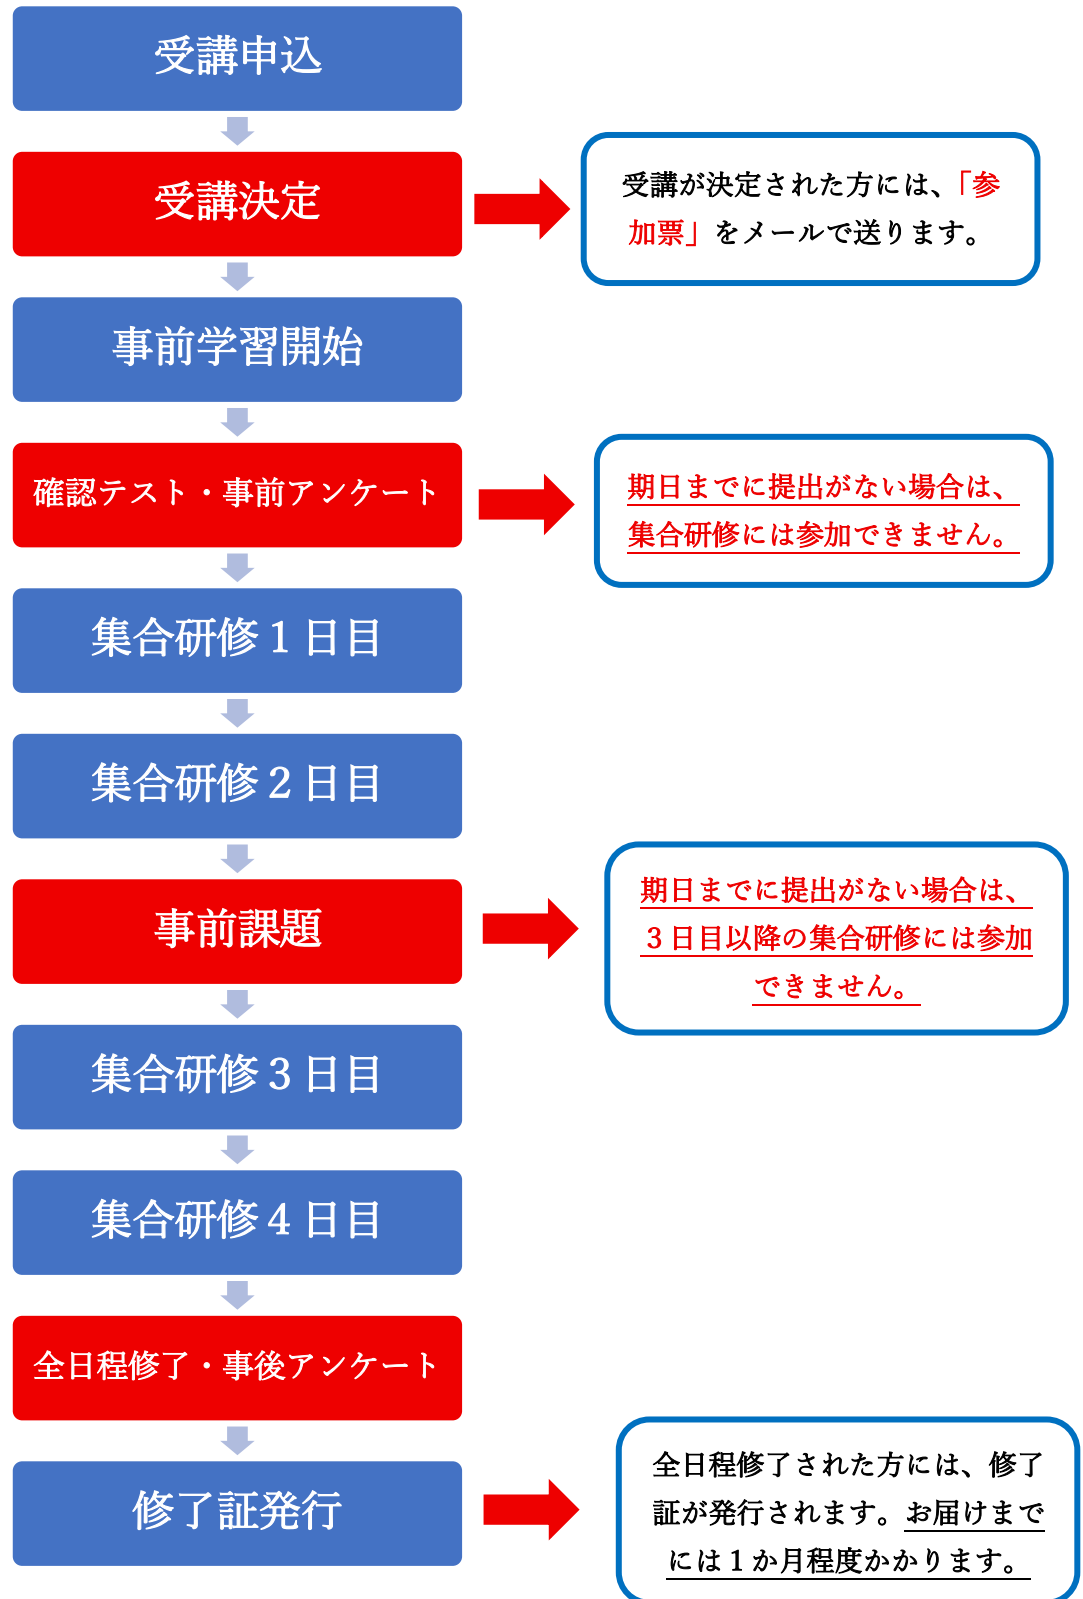 受講申込
受講決定
受講が決定された方には、「参
加票」をメールで送ります。
事前学習開始
確認テスト・事前アンケート
期日までに提出がない場合は、
集合研修には参加できません。
集合研修１日目
集合研修２日目
事前課題
期日までに提出がない場合は、
３日目以降の集合研修には参加
できません。
集合研修３日目
集合研修４日目
全日程修了・事後アンケート
修了証発行
全日程修了された方には、修了
証が発行されます。お届けまで
には１か月程度かかります。